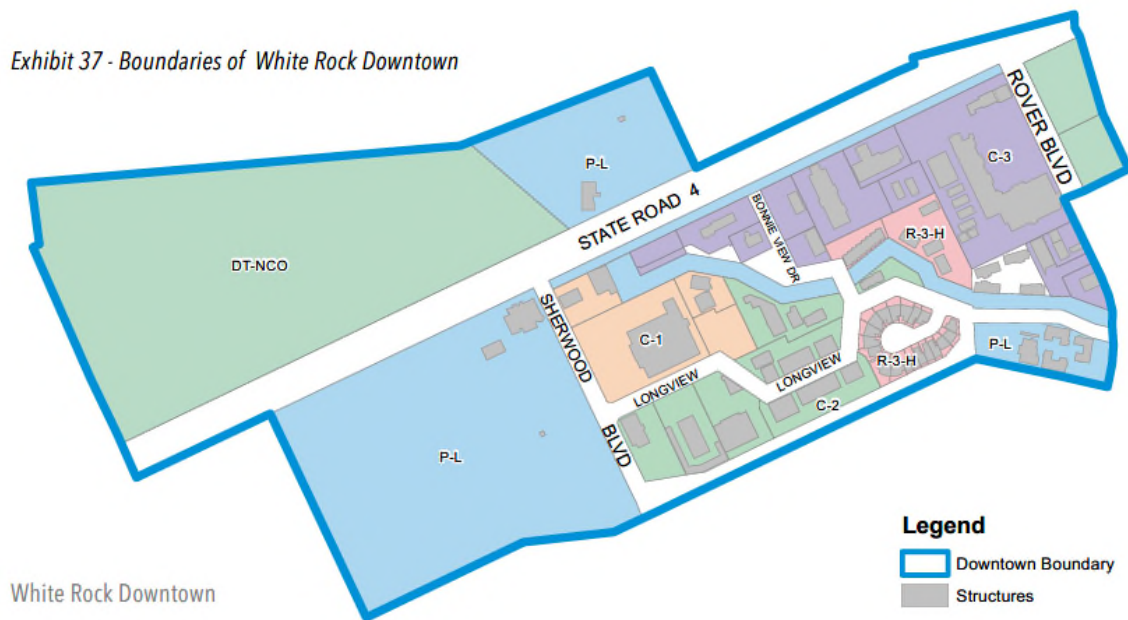 Exhibit 37 - Boundaries of White Rock Downtown
P-L
STATE ROAD 4
ROVER BLVD
C-3
BONNIE VIEW DR
R-3-H
DT-NCO
SHERWOOD
BLVD
C-1
LONGVIEW
LONGVIEW
R-3-H
P-L
C-2
P-L
Legend
Downtown Boundary
Structures
White Rock Downtown